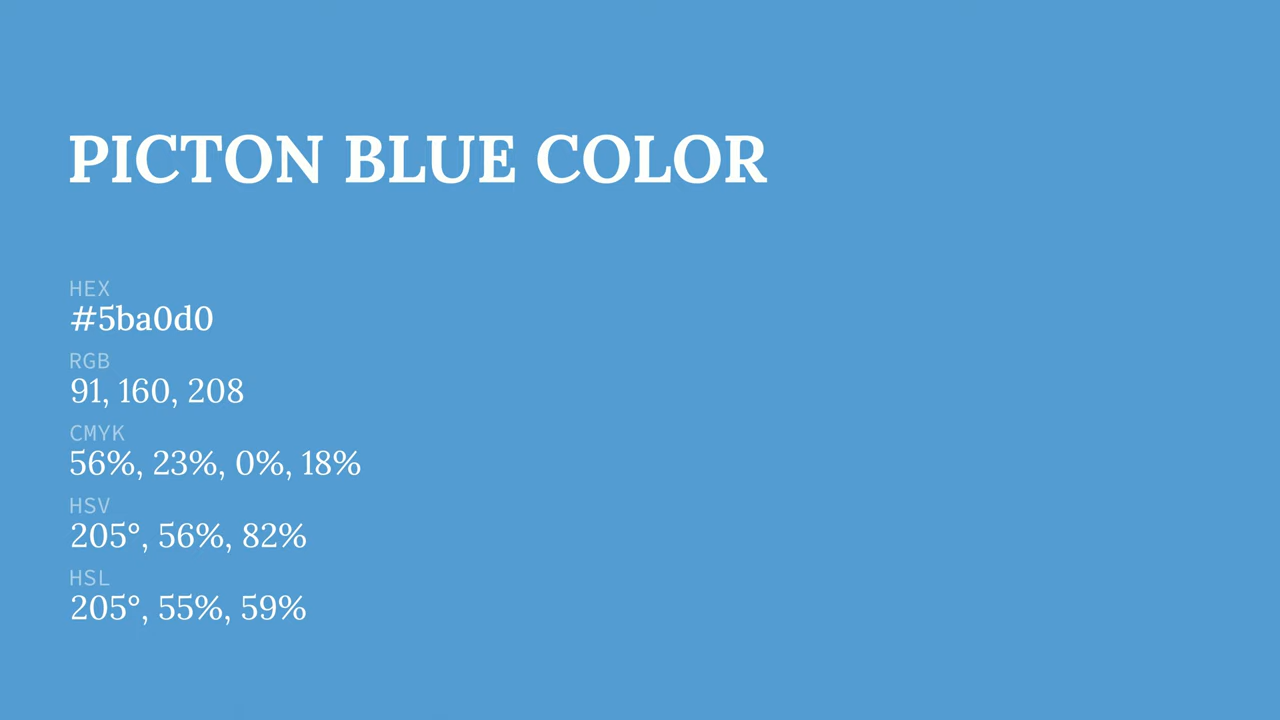 PICTON BLUE COLOR
HEX
#5ba0d0
RGB
91, 160, 208
CMYK
56%, 23%, 0%, 18%
HSV
205°, 56%, 82%
HSL
205°, 55%, 59%